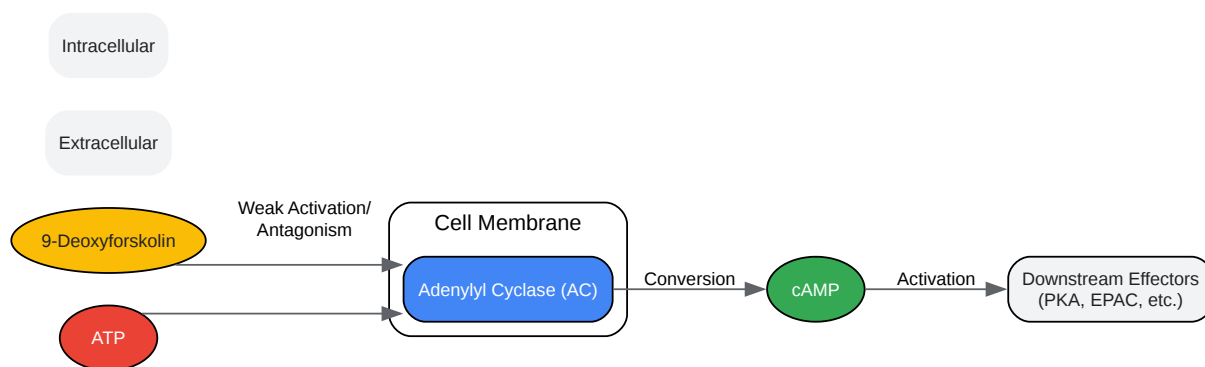 Intracellular
Extracellular
9-Deoxyforskolin
Weak Activation/
Antagonism
Cell Membrane
Adenylyl Cyclase (AC)
Conversion
cAMP
Activation
Downstream Effectors
(PKA, EPAC, etc.)
ATP